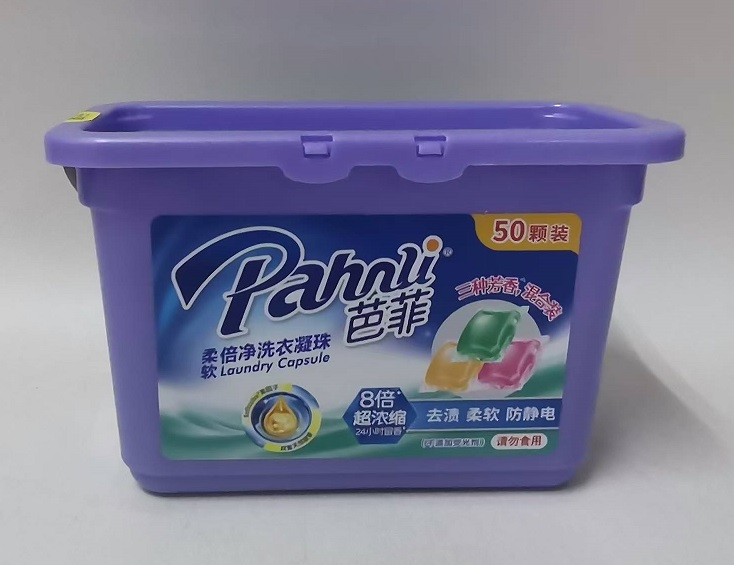 50颗装
Pahnli®
芭菲
三种芳香,混合装
柔倍净洗衣凝珠
软 Laundry Capsule
8倍*
超浓缩
24小时留香*
去渍 柔软 防静电
(不添加荧光剂)
请勿食用